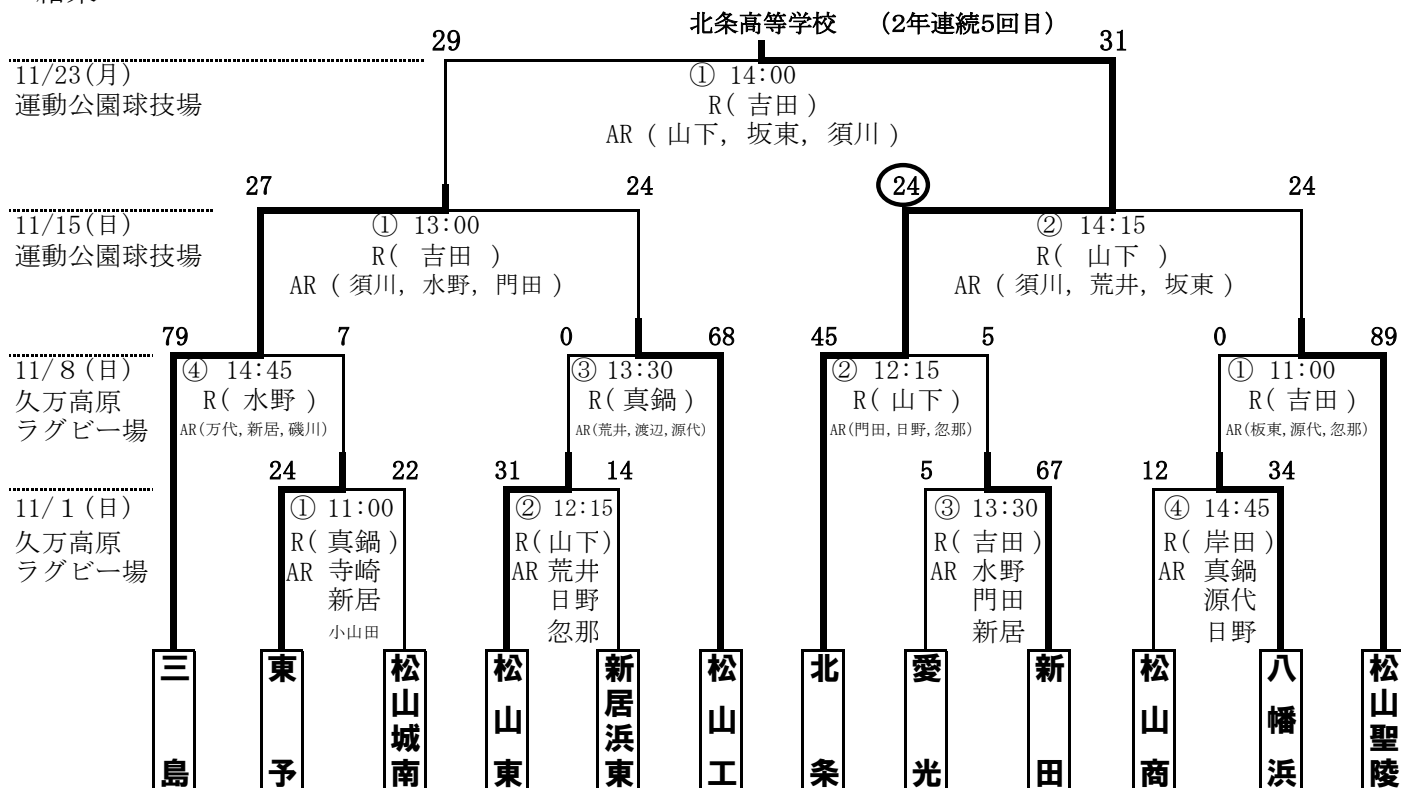 北条高等学校 (2年連続5回目)
29 31
11/23(月) ① 14:00
運動公園球技場 R( 吉田 )
AR ( 山下, 坂東, 須川 )
27 24 24 24
11/15(日) ① 13:00 ② 14:15
運動公園球技場 R( 吉田 ) R( 山下 )
AR ( 須川, 水野, 門田 ) AR ( 須川, 荒井, 坂東 )
79 7 0 68 45 5 0 89
11/8(日) ④ 14:45 ③ 13:30 ② 12:15 ① 11:00
久万高原 R( 水野 ) R( 真鍋 ) R( 山下 ) R( 吉田 )
ラグビー場 AR(万代, 新居, 磯川) AR(荒井, 渡辺, 源代) AR(門田, 日野, 忽那) AR(板東, 源代, 忽那)
24 22 31 14 5 67 12 34
11/1(日) ① 11:00 ② 12:15 ③ 13:30 ④ 14:45
久万高原 R( 真鍋 ) R(山下) R( 吉田 ) R( 岸田 )
ラグビー場 AR 寺崎 AR 荒井 AR 水野 AR 真鍋
新居 日野 門田 源代
小山田 忽那 新居 日野
三島
東予
松山城南
松山東
新居浜東
松山工
北条
愛光
新田
松山商
八幡浜
松山聖陵